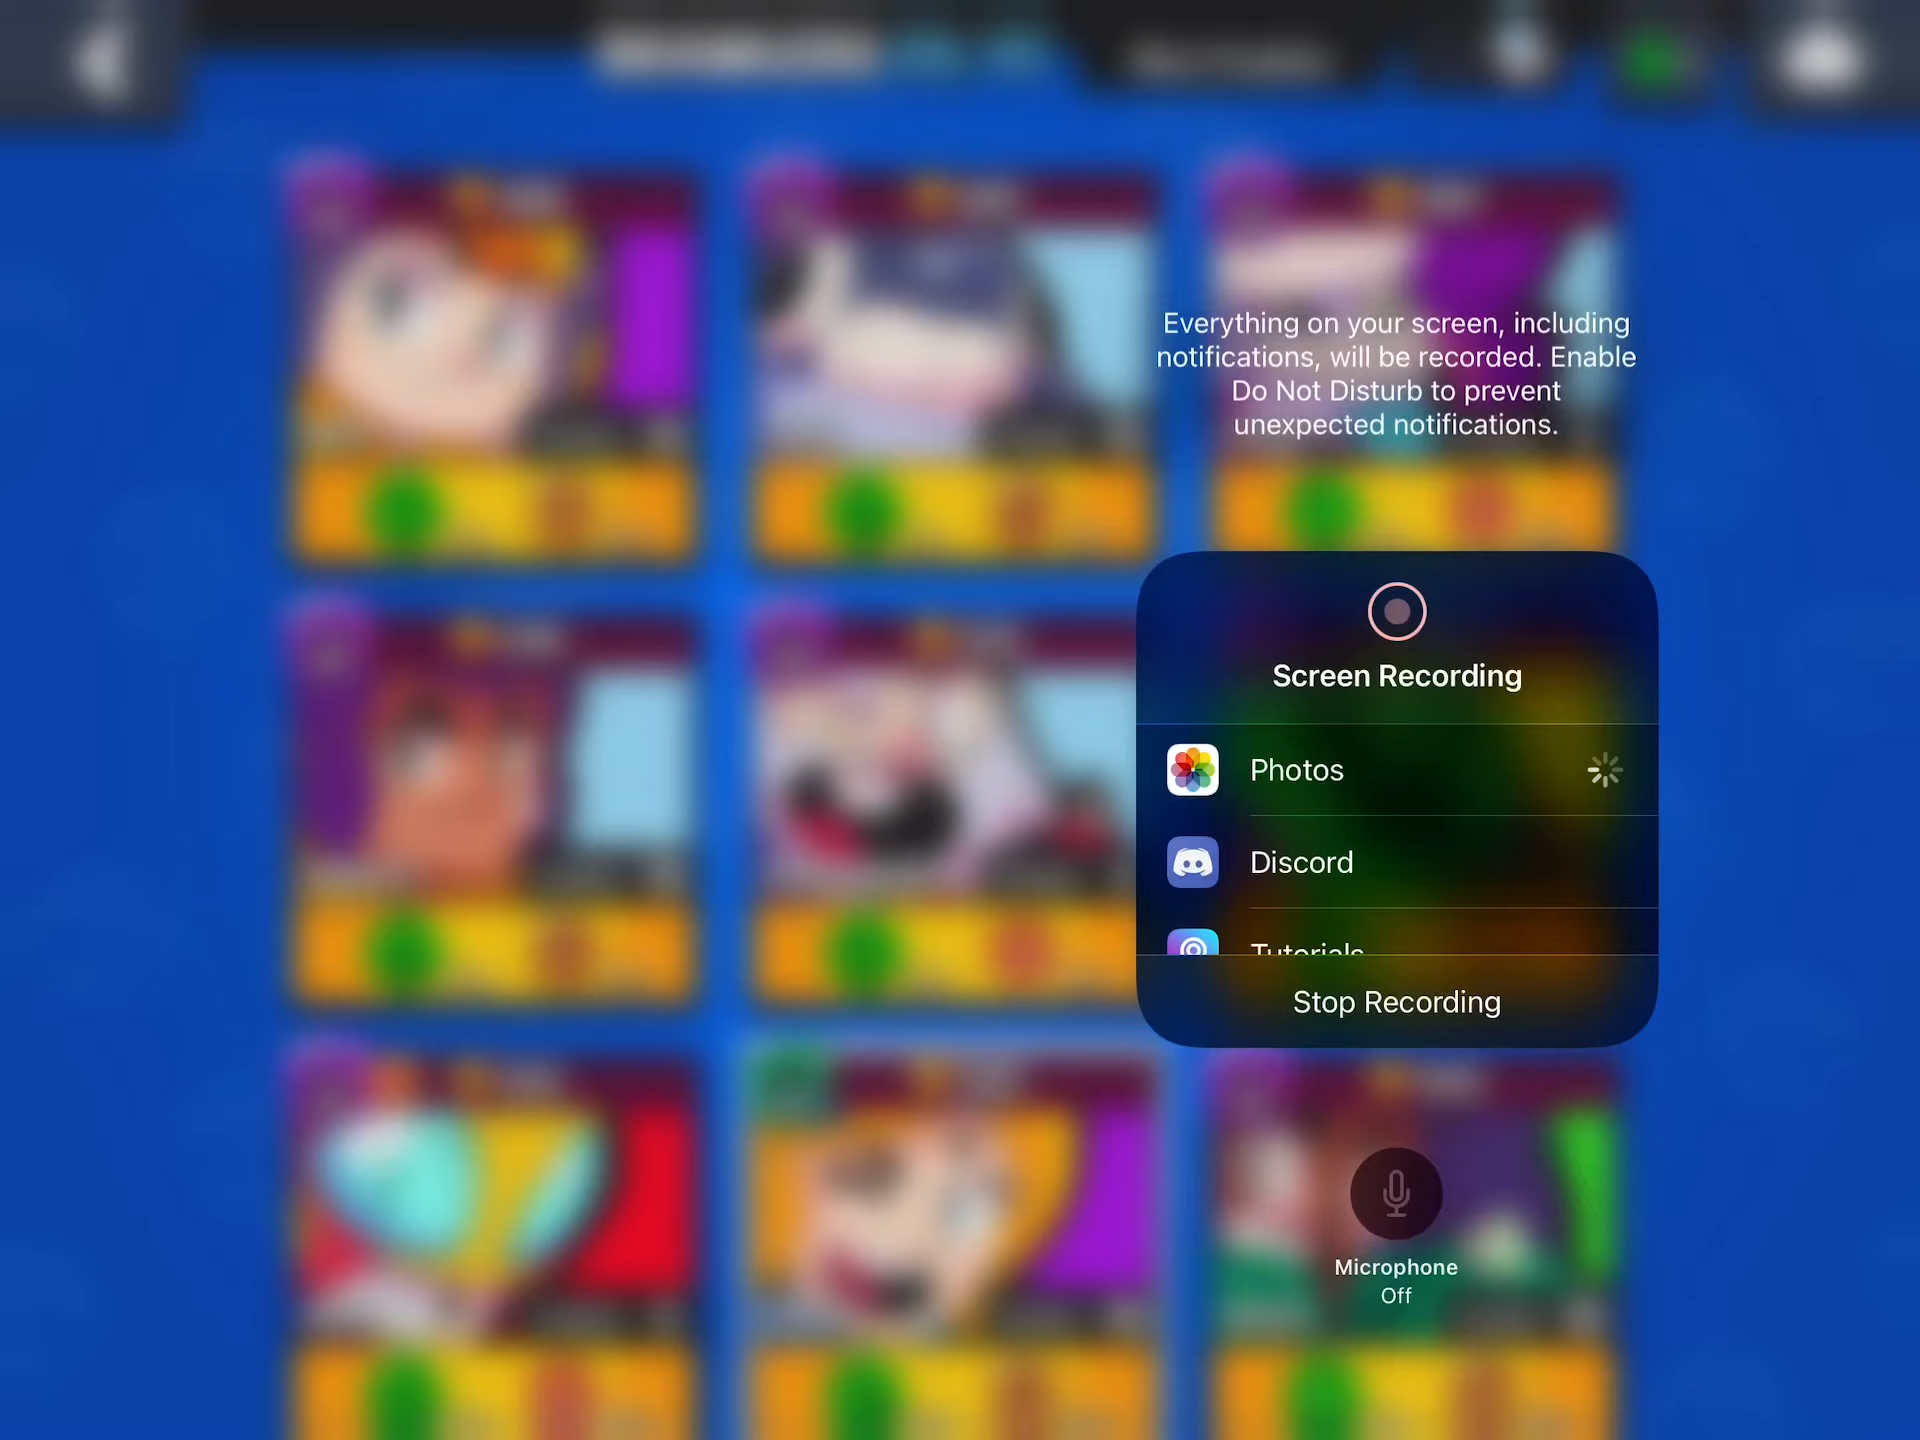 Everything on your screen, including
notifications, will be recorded. Enable
Do Not Disturb to prevent
unexpected notifications.
Screen Recording
Photos
Discord
Tutorials
Stop Recording
Microphone
Off